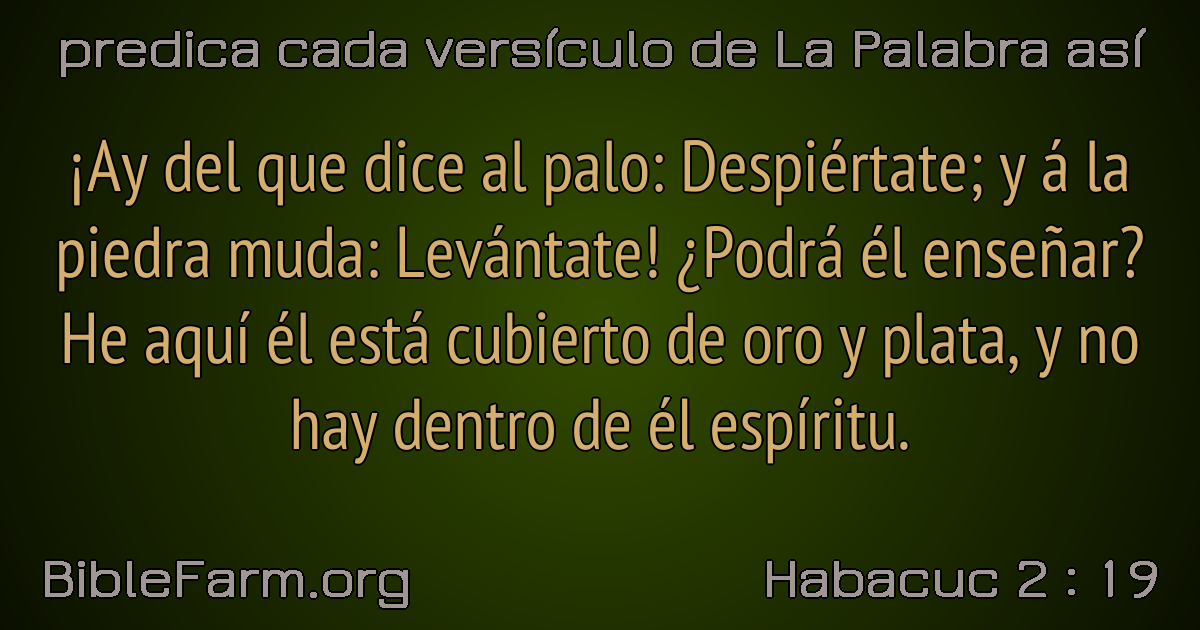 predica cada versículo de La Palabra así
¡Ay del que dice al palo: Despiértate; y á la
piedra muda: Levántate! ¿Podrá él enseñar?
He aquí él está cubierto de oro y plata, y no
hay dentro de él espíritu.
BibleFarm.org
Habacuc 2 : 19